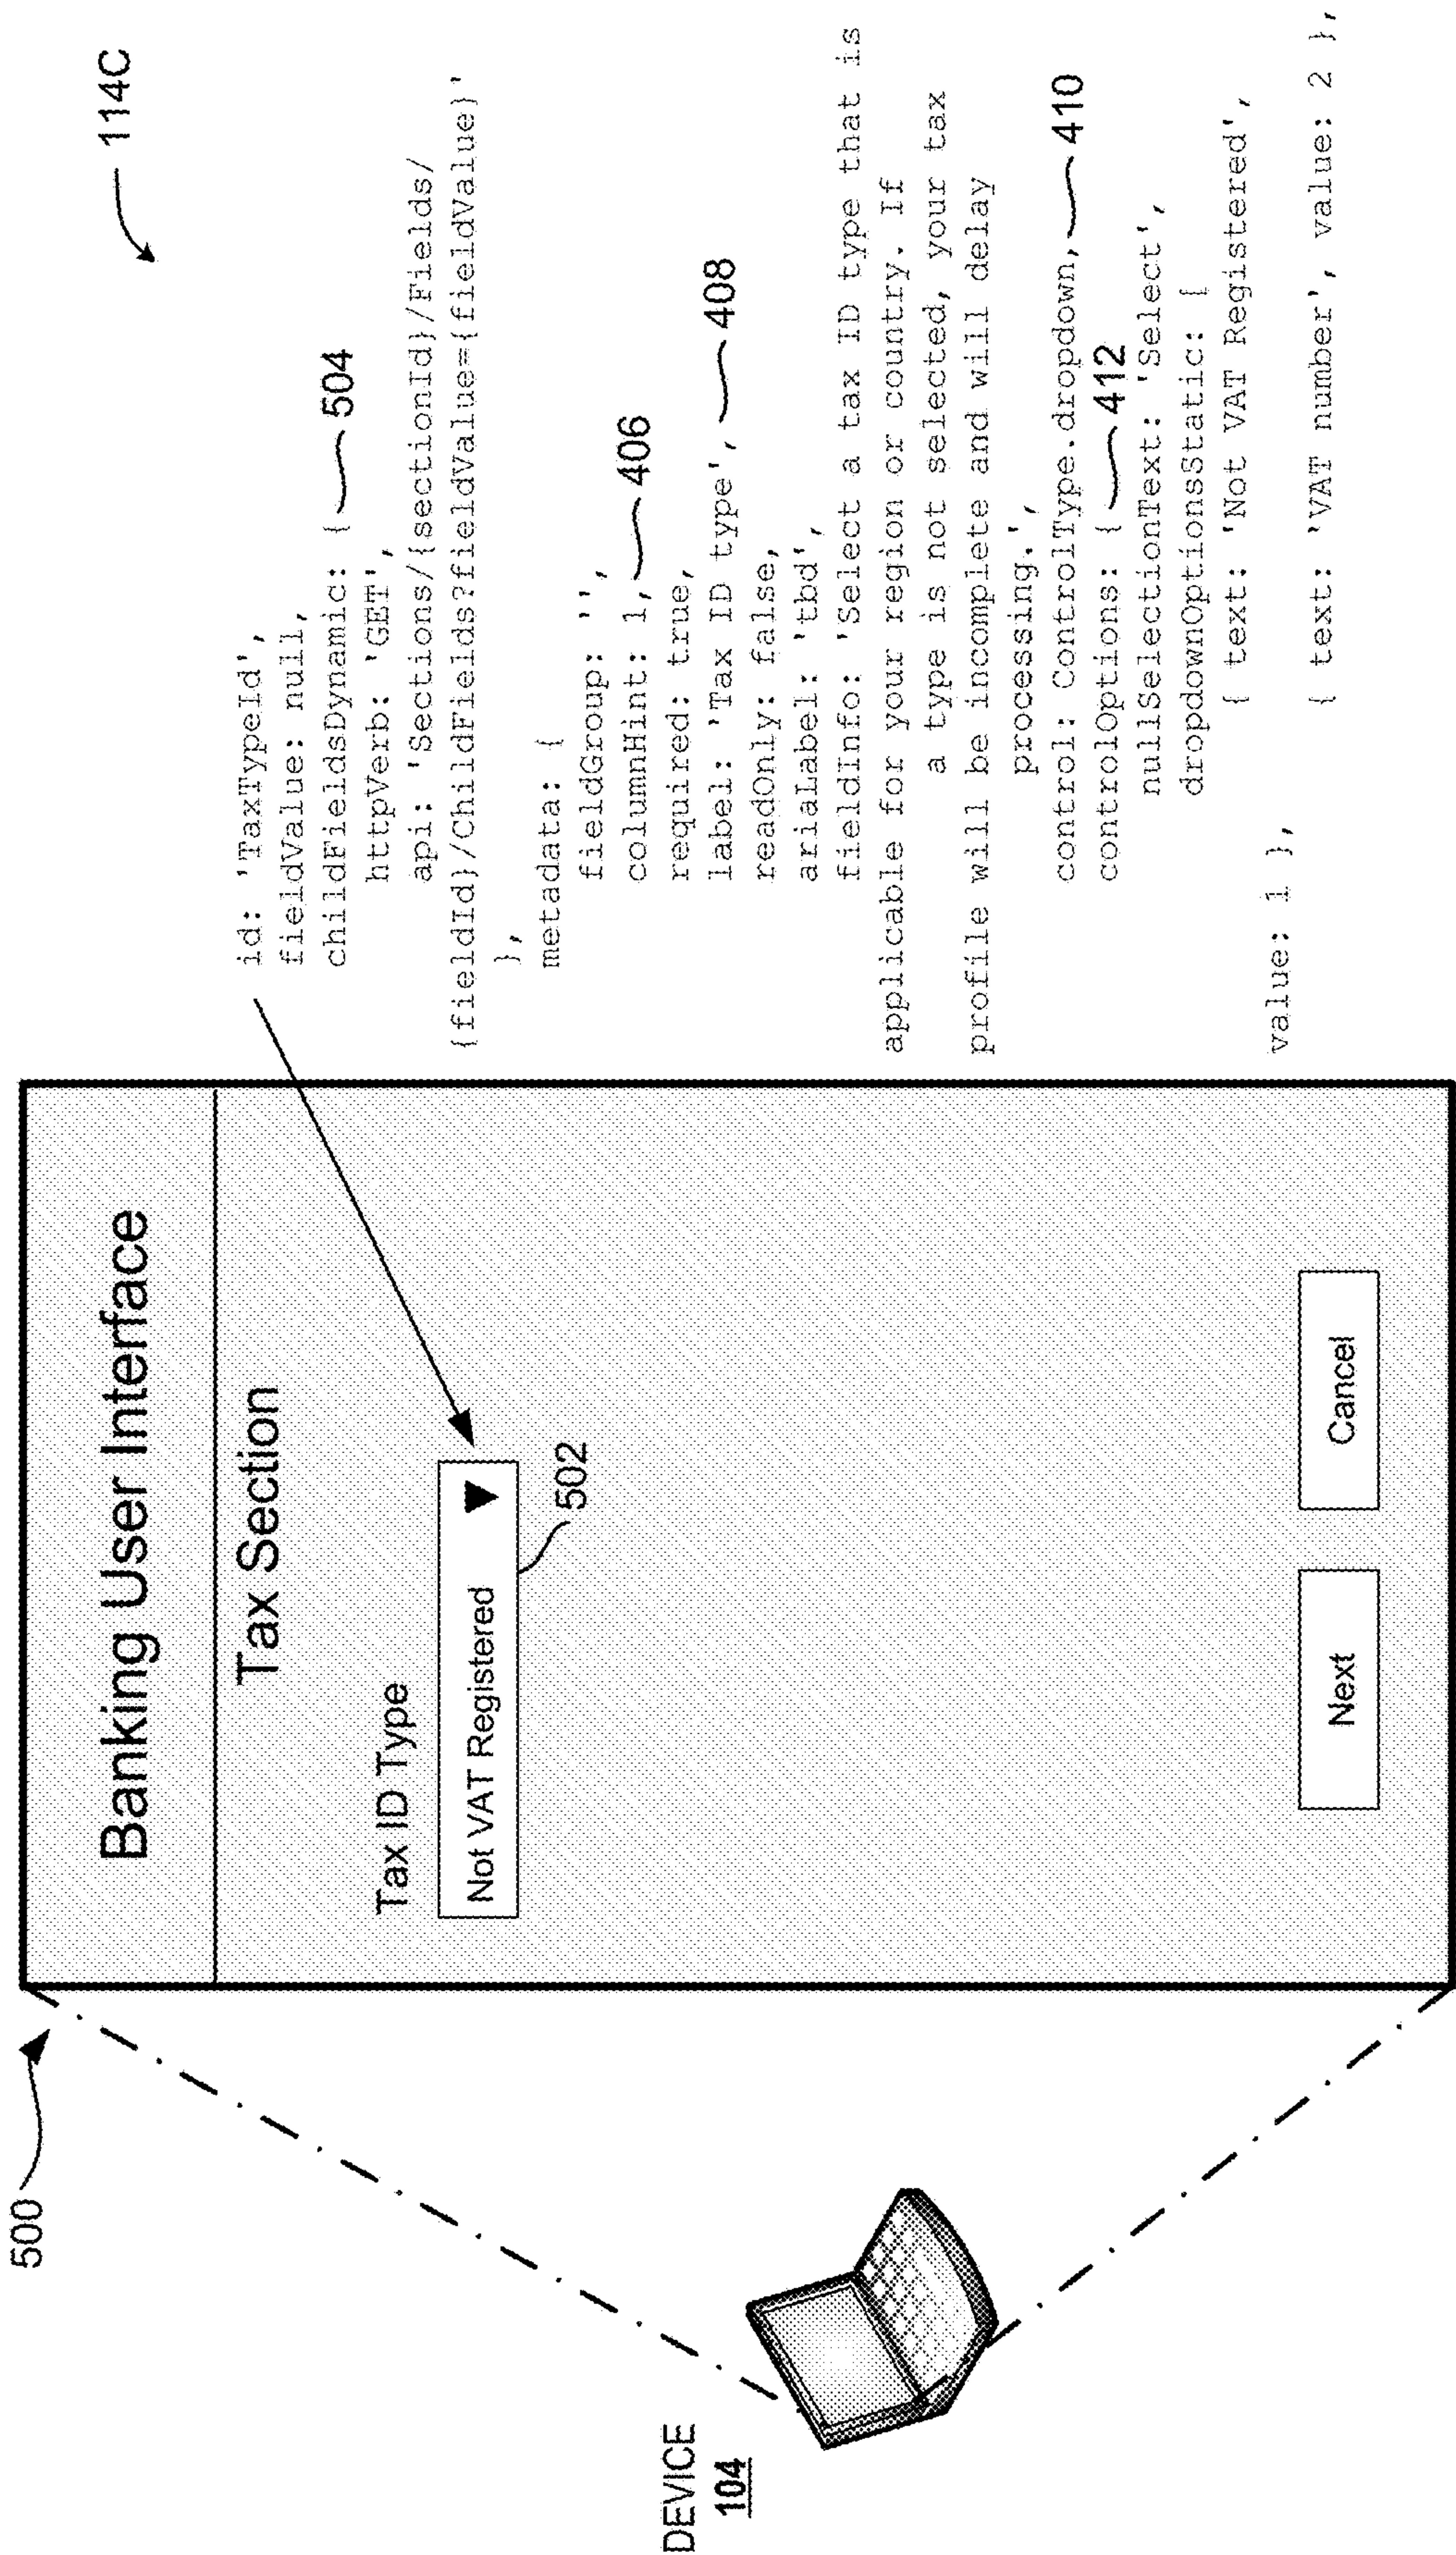 500
DEVICE
104
Banking User Interface
Tax Section
Tax ID Type
Not VAT Registered
502
Next
Cancel
114C
id: 'TaxTypeId',
fieldValue: null,
childFieldsDynamic: { 504
httpVerb: 'GET',
api: 'Sections/{sectionId}/Fields/
{fieldId}/ChildFields?fieldValue={fieldValue}'
},
metadata: {
fieldGroup: '',
columnHint: 1, 406
required: true,
label: 'Tax ID type', 408
readOnly: false,
ariaLabel: 'tbd',
fieldInfo: 'Select a tax ID type that is
applicable for your region or country. If
a type is not selected, your tax
profile will be incomplete and will delay
processing.',
control: ControlType.dropdown, 410
controlOptions: { 412
nullSelectionText: 'Select',
dropdownOptionsStatic: [
{ text: 'Not VAT Registered',
value: 1 },
{ text: 'VAT number', value: 2 },